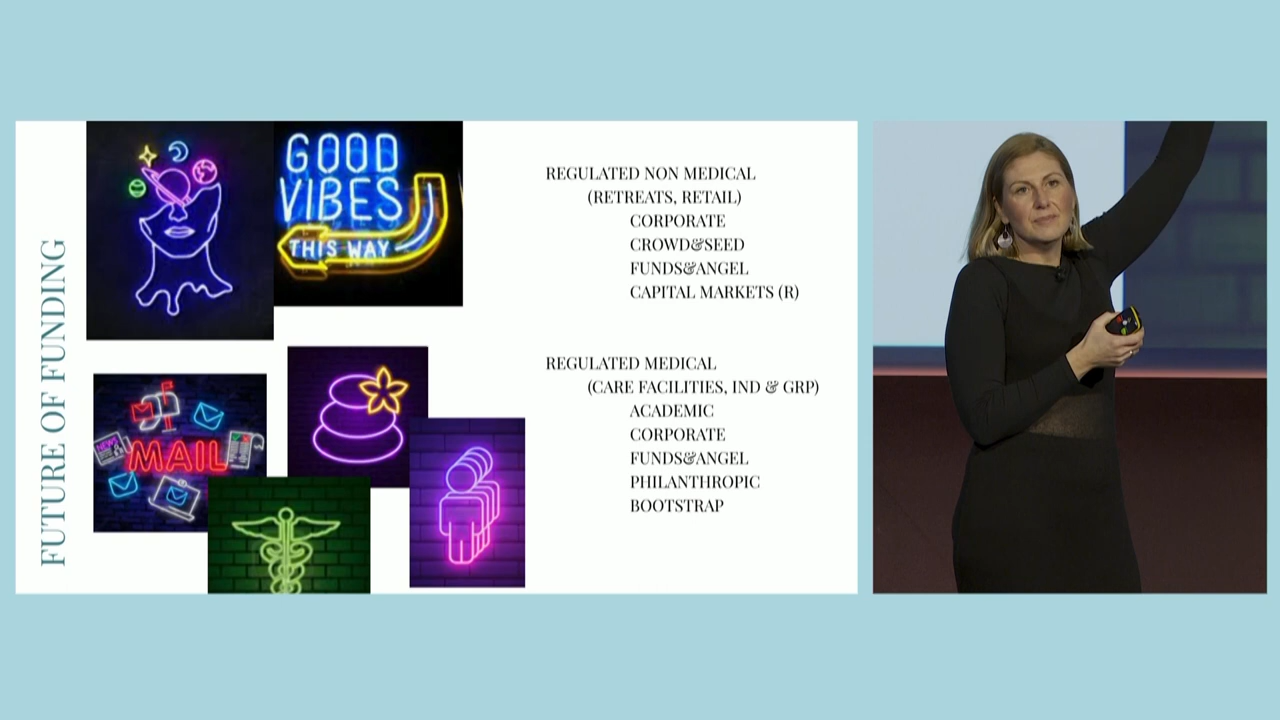 FUTURE OF FUNDING
GOOD
VIBES
THIS WAY
NEWS
MAIL
REGULATED NON MEDICAL
(RETREATS, RETAIL)
CORPORATE
CROWD&SEED
FUNDS&ANGEL
CAPITAL MARKETS (R)
REGULATED MEDICAL
(CARE FACILITIES, IND & GRP)
ACADEMIC
CORPORATE
FUNDS&ANGEL
PHILANTHROPIC
BOOTSTRAP